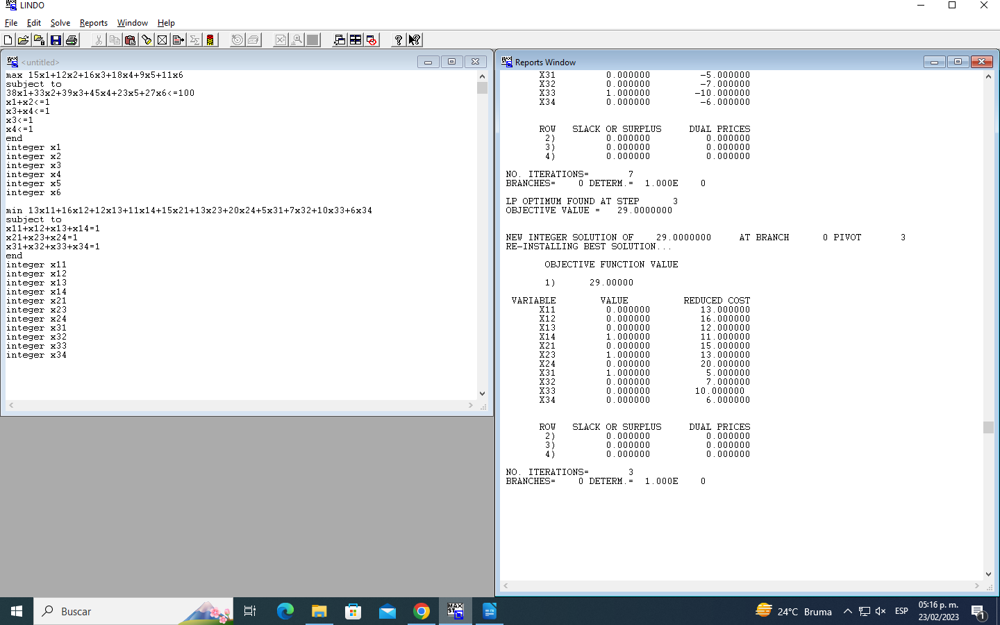 LINDO
File Edit Solve Reports Window Help
<untitled>
max 15x1+12x2+16x3+18x4+9x5+11x6
subject to
38x1+33x2+39x3+45x4+23x5+27x6<=100
x1+x2<=1
x3+x4<=1
x3<=1
x4<=1
end
integer x1
integer x2
integer x3
integer x4
integer x5
integer x6
min 13x11+16x12+12x13+11x14+15x21+13x23+20x24+5x31+7x32+10x33+6x34
subject to
x11+x12+x13+x14=1
x21+x23+x24=1
x31+x32+x33+x34=1
end
integer x11
integer x12
integer x13
integer x14
integer x21
integer x23
integer x24
integer x31
integer x32
integer x33
integer x34
Reports Window
X31 0.000000 -5.000000
X32 0.000000 -7.000000
X33 1.000000 -10.000000
X34 0.000000 -6.000000
ROW SLACK OR SURPLUS DUAL PRICES
2) 0.000000 0.000000
3) 0.000000 0.000000
4) 0.000000 0.000000
NO. ITERATIONS= 7
BRANCHES= 0 DETERM.= 1.000E 0
LP OPTIMUM FOUND AT STEP 3
OBJECTIVE VALUE = 29.0000000
NEW INTEGER SOLUTION OF 29.0000000 AT BRANCH 0 PIVOT 3
RE-INSTALLING BEST SOLUTION...
OBJECTIVE FUNCTION VALUE
1) 29.00000
VARIABLE VALUE REDUCED COST
X11 0.000000 13.000000
X12 0.000000 16.000000
X13 0.000000 12.000000
X14 1.000000 11.000000
X21 0.000000 15.000000
X23 1.000000 13.000000
X24 0.000000 20.000000
X31 1.000000 5.000000
X32 0.000000 7.000000
X33 0.000000 10.000000
X34 0.000000 6.000000
ROW SLACK OR SURPLUS DUAL PRICES
2) 0.000000 0.000000
3) 0.000000 0.000000
4) 0.000000 0.000000
NO. ITERATIONS= 3
BRANCHES= 0 DETERM.= 1.000E 0
Buscar
24°C Bruma
ESP
05:16 p. m.
23/02/2023
1